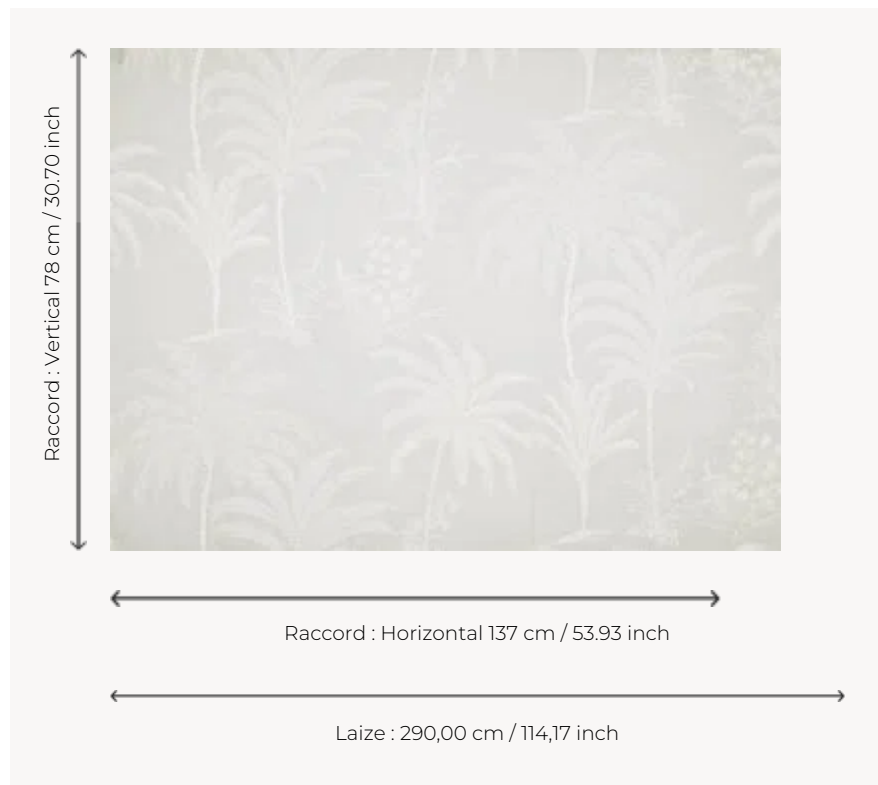 Raccord : Vertical 78 cm / 30.70 inch
Raccord : Horizontal 137 cm / 53.93 inch
Laize : 290,00 cm / 114,17 inch